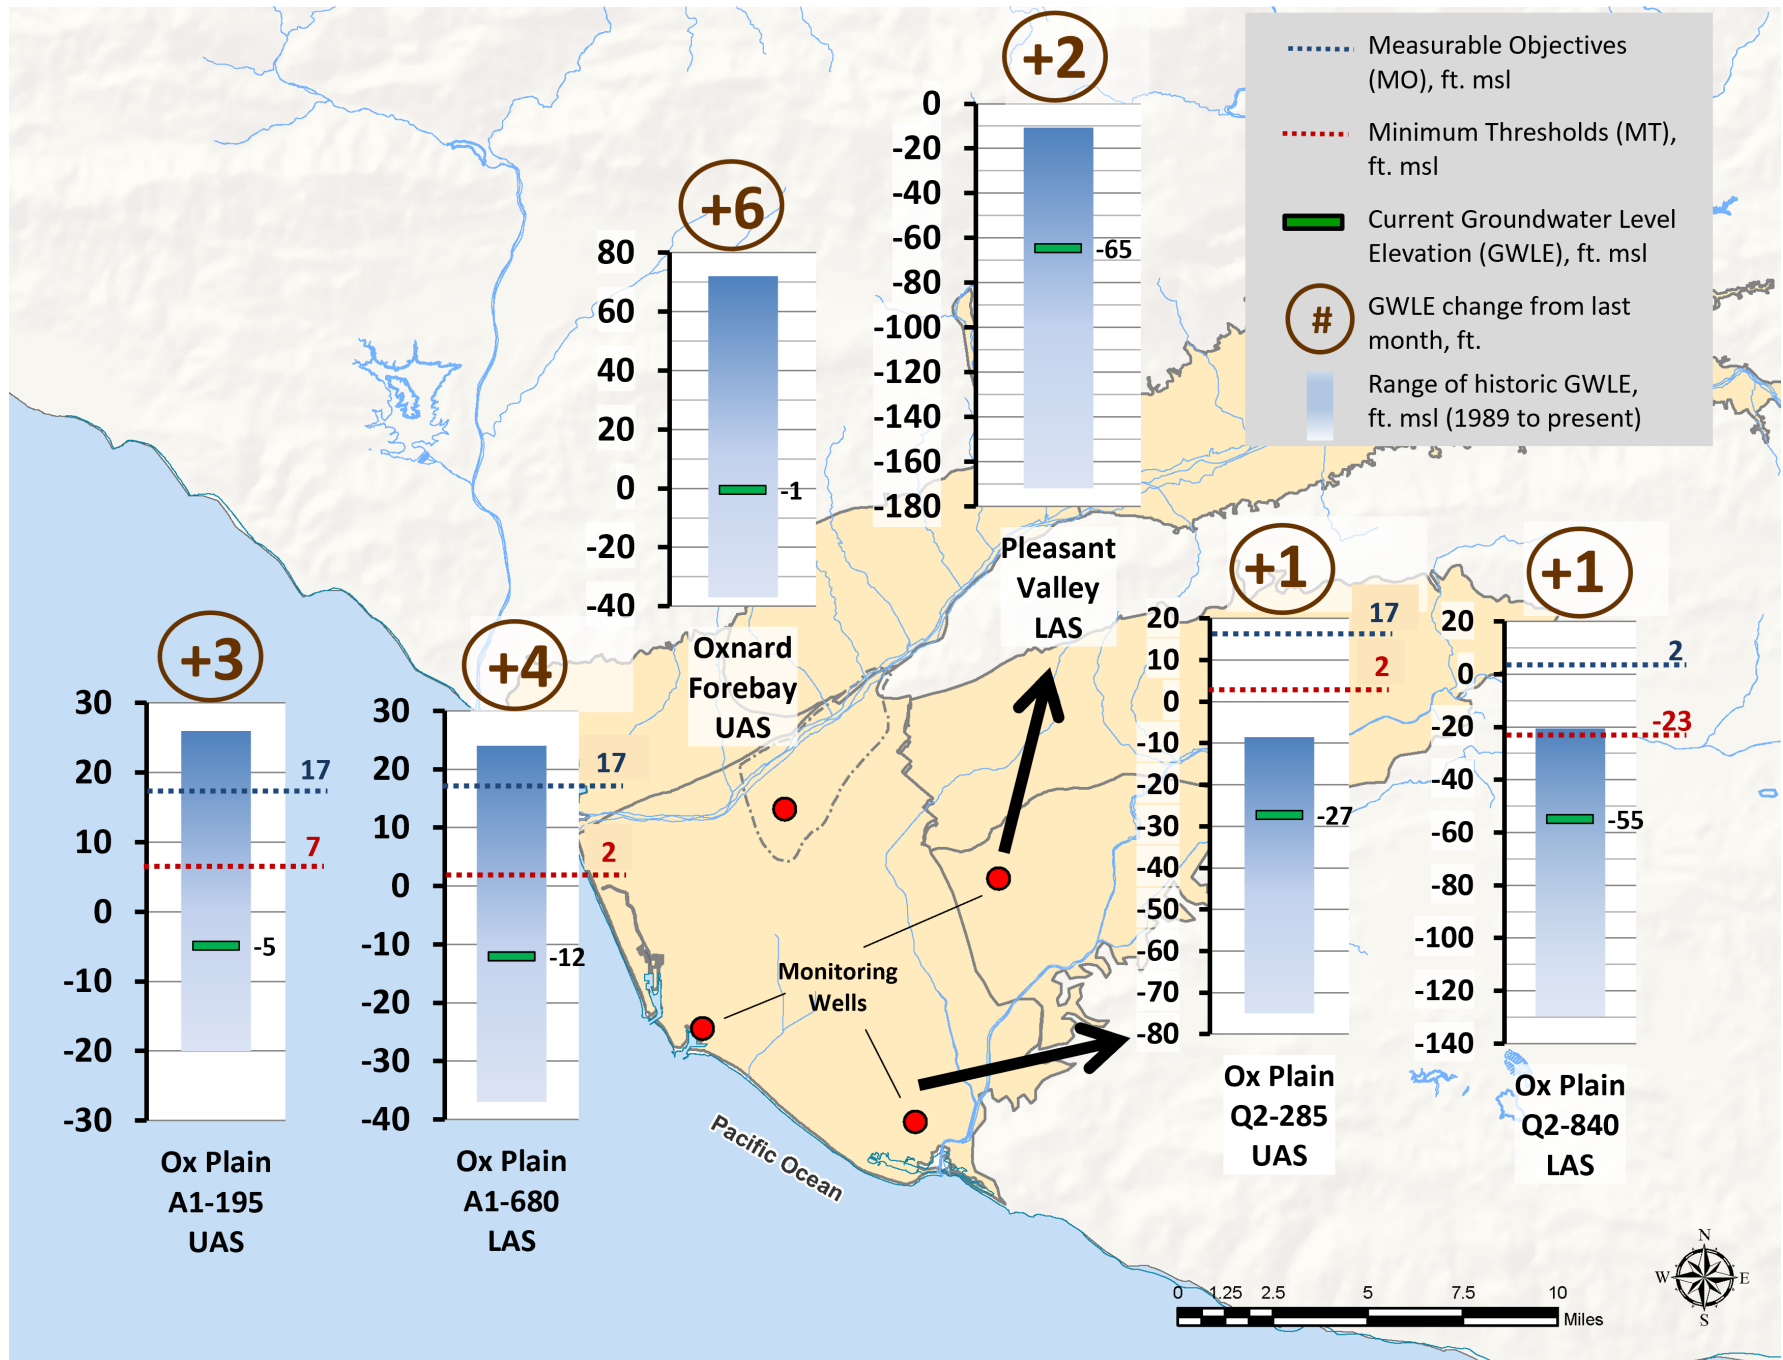 Measurable Objectives
(MO), ft. msl
Minimum Thresholds (MT),
ft. msl
Current Groundwater Level
Elevation (GWLE), ft. msl
#
GWLE change from last
month, ft.
Range of historic GWLE,
ft. msl (1989 to present)
+2
0
-20
-40
-60
-80
-100
-120
-140
-160
-180
-65
Pleasant
Valley
LAS
+6
80
60
40
20
0
-20
-40
-1
Oxnard
Forebay
UAS
+3
30
20
10
0
-10
-20
-30
17
7
-5
Ox Plain
A1-195
UAS
+4
30
20
10
0
-10
-20
-30
-40
17
2
-12
Ox Plain
A1-680
LAS
+1
20
10
0
-10
-20
-30
-40
-50
-60
-70
-80
17
2
-27
Ox Plain
Q2-285
UAS
+1
20
0
-20
-40
-60
-80
-100
-120
-140
2
-23
-55
Ox Plain
Q2-840
LAS
Monitoring
Wells
Pacific Ocean
N
W
E
S
0 1.25 2.5 5 7.5 10
Miles